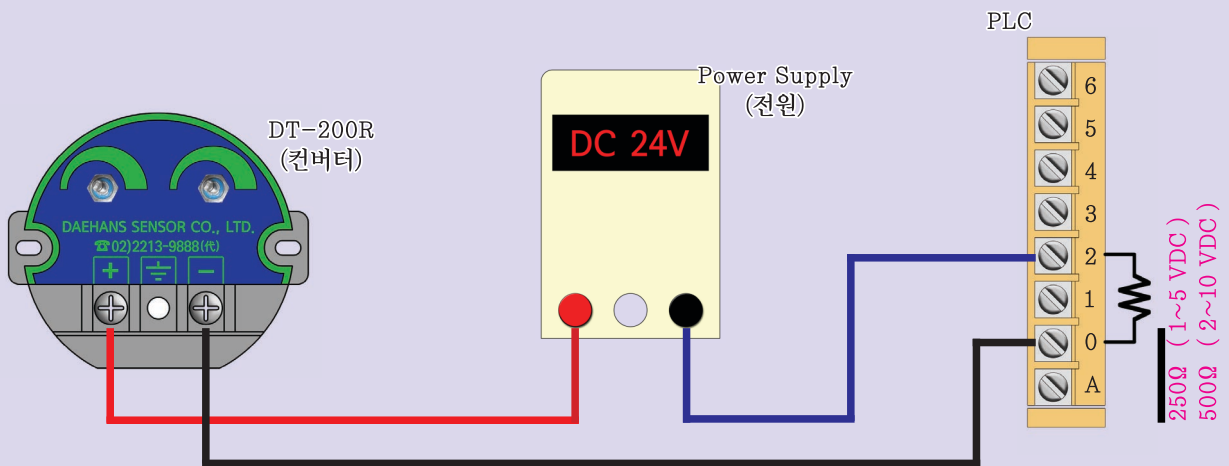 PLC
Power Supply
(전원)
DC 24V
DT-200R
(컨버터)
DAEHANS SENSOR CO., LTD.
☎02)2213-9888(代)
+
−
6
5
4
3
2
1
0
A
250Ω ( 1~5 VDC )
500Ω ( 2~10 VDC )